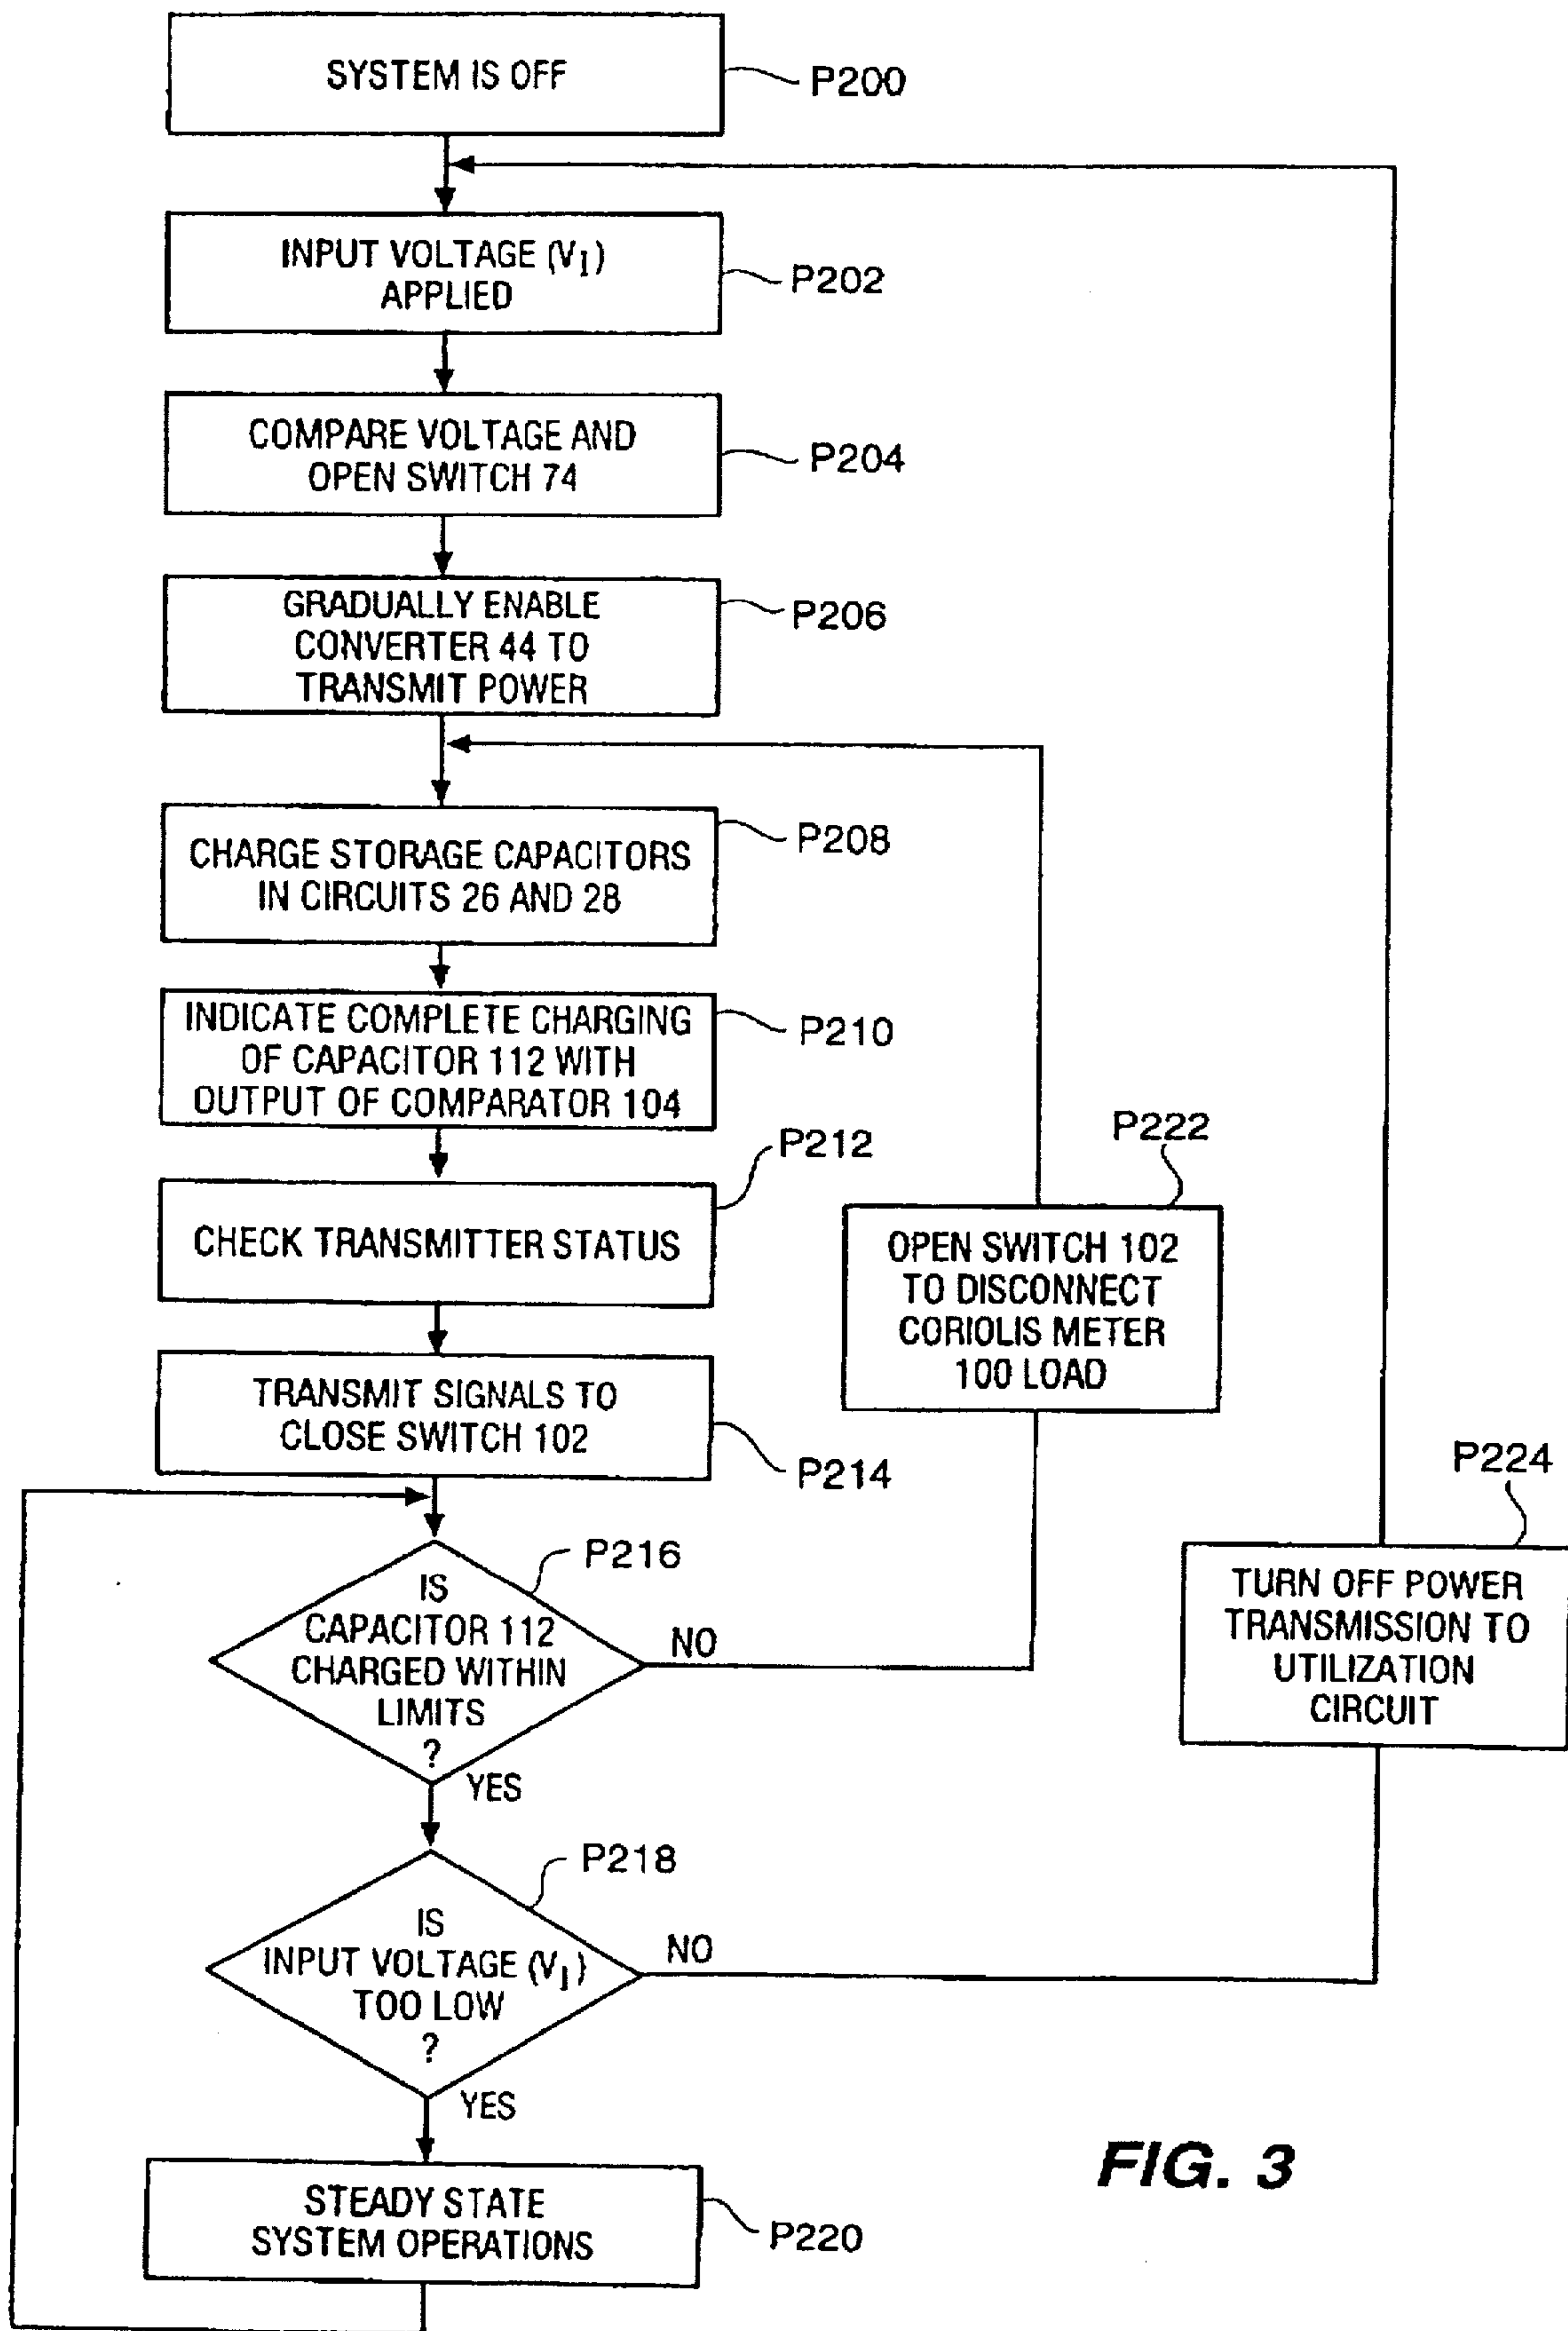 SYSTEM IS OFF
P200
INPUT VOLTAGE (VI)
APPLIED
P202
COMPARE VOLTAGE AND
OPEN SWITCH 74
P204
GRADUALLY ENABLE
CONVERTER 44 TO
TRANSMIT POWER
P206
CHARGE STORAGE CAPACITORS
IN CIRCUITS 26 AND 28
P208
INDICATE COMPLETE CHARGING
OF CAPACITOR 112 WITH
OUTPUT OF COMPARATOR 104
P210
CHECK TRANSMITTER STATUS
P212
TRANSMIT SIGNALS TO
CLOSE SWITCH 102
P214
P222
OPEN SWITCH 102
TO DISCONNECT
CORIOLIS METER
100 LOAD
P224
TURN OFF POWER
TRANSMISSION TO
UTILIZATION
CIRCUIT
P216
IS
CAPACITOR 112
CHARGED WITHIN
LIMITS
?
NO
YES
P218
IS
INPUT VOLTAGE (VI)
TOO LOW
?
NO
YES
STEADY STATE
SYSTEM OPERATIONS
P220
FIG. 3